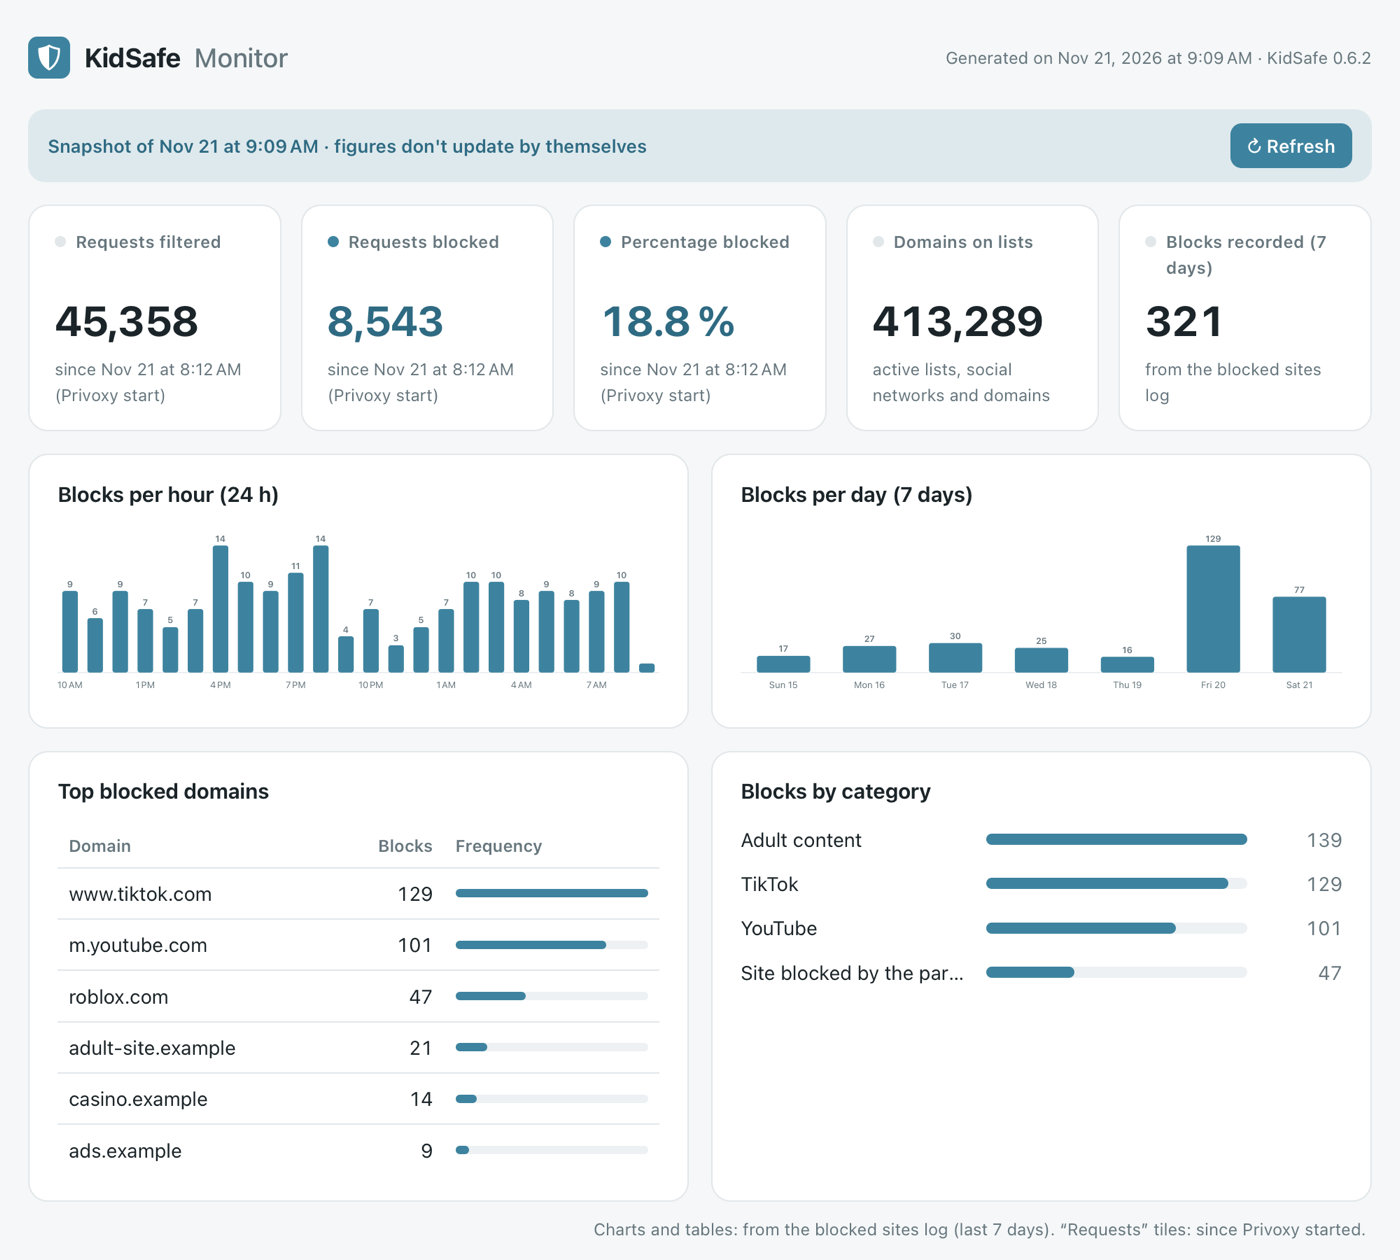 KidSafe Monitor
Generated on Nov 21, 2026 at 9:09 AM · KidSafe 0.6.2
Snapshot of Nov 21 at 9:09 AM · figures don't update by themselves
↻ Refresh
Requests filtered
45,358
since Nov 21 at 8:12 AM
(Privoxy start)
Requests blocked
8,543
since Nov 21 at 8:12 AM
(Privoxy start)
Percentage blocked
18.8 %
since Nov 21 at 8:12 AM
(Privoxy start)
Domains on lists
413,289
active lists, social
networks and domains
Blocks recorded (7
days)
321
from the blocked sites
log
Blocks per hour (24 h)
9 6 9 7 5 7 14 10 9 11 14 4 7 3 5 7 10 10 8 9 8 9 10
10 AM 1 PM 4 PM 7 PM 10 PM 1 AM 4 AM 7 AM
Blocks per day (7 days)
17 27 30 25 16 129 77
Sun 15 Mon 16 Tue 17 Wed 18 Thu 19 Fri 20 Sat 21
Top blocked domains
Domain Blocks Frequency
www.tiktok.com 129
m.youtube.com 101
roblox.com 47
adult-site.example 21
casino.example 14
ads.example 9
Blocks by category
Adult content 139
TikTok 129
YouTube 101
Site blocked by the par... 47
Charts and tables: from the blocked sites log (last 7 days). “Requests” tiles: since Privoxy started.